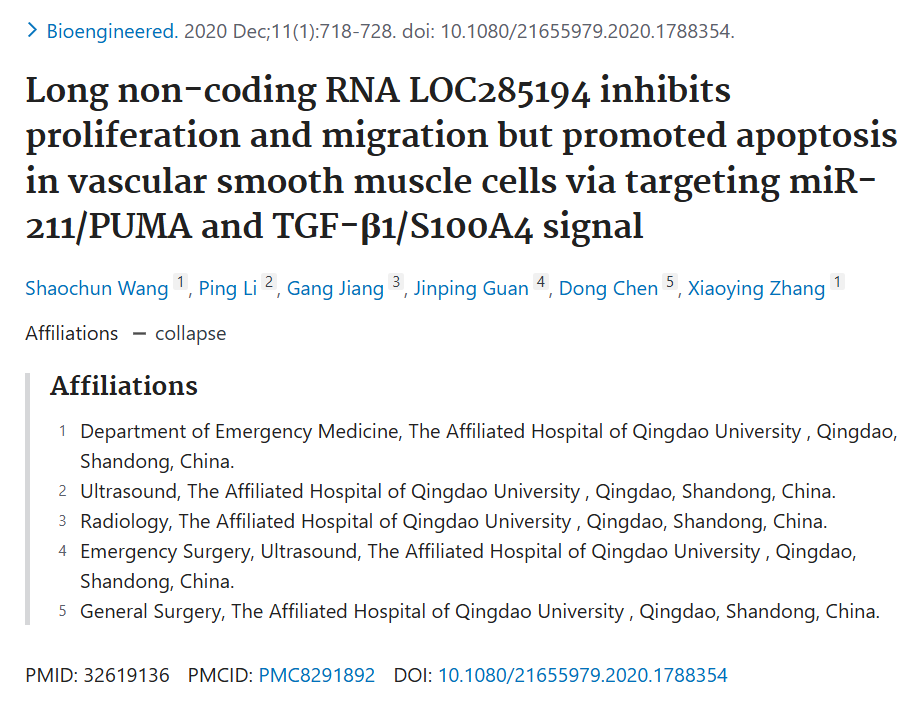 Bioengineered. 2020 Dec;11(1):718-728. doi: 10.1080/21655979.2020.1788354.
Long non-coding RNA LOC285194 inhibits
proliferation and migration but promoted apoptosis
in vascular smooth muscle cells via targeting miR-
211/PUMA and TGF-β1/S100A4 signal
Shaochun Wang 1, Ping Li 2, Gang Jiang 3, Jinping Guan 4, Dong Chen 5, Xiaoying Zhang 1
Affiliations — collapse
Affiliations
1 Department of Emergency Medicine, The Affiliated Hospital of Qingdao University , Qingdao,
Shandong, China.
2 Ultrasound, The Affiliated Hospital of Qingdao University , Qingdao, Shandong, China.
3 Radiology, The Affiliated Hospital of Qingdao University , Qingdao, Shandong, China.
4 Emergency Surgery, Ultrasound, The Affiliated Hospital of Qingdao University , Qingdao,
Shandong, China.
5 General Surgery, The Affiliated Hospital of Qingdao University , Qingdao, Shandong, China.
PMID: 32619136 PMCID: PMC8291892 DOI: 10.1080/21655979.2020.1788354